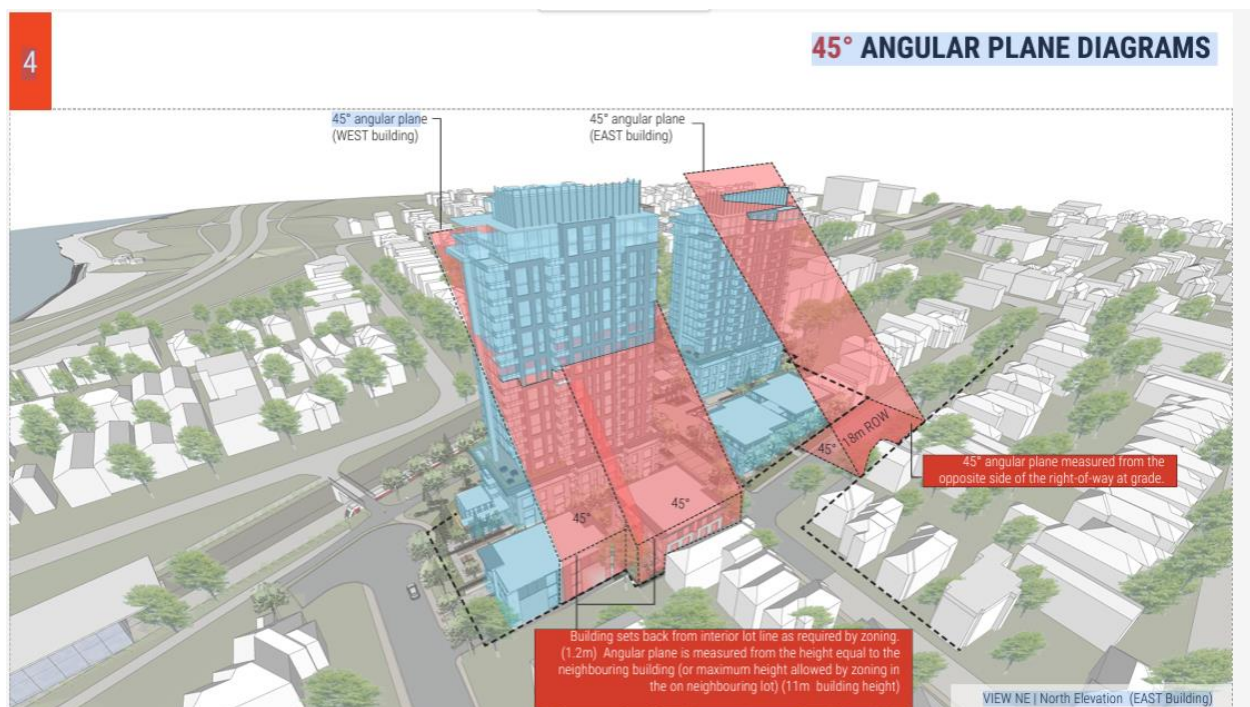 4
45° ANGULAR PLANE DIAGRAMS
45° angular plane
(WEST building)
45° angular plane
(EAST building)
45°
18m ROW
45° angular plane measured from the
opposite side of the right-of-way at grade.
45°
45°
Building sets back from interior lot line as required by zoning.
(1.2m) Angular plane is measured from the height equal to the
neighbouring building (or maximum height allowed by zoning in
the on neighbouring lot) (11m building height)
VIEW NE | North Elevation (EAST Building)